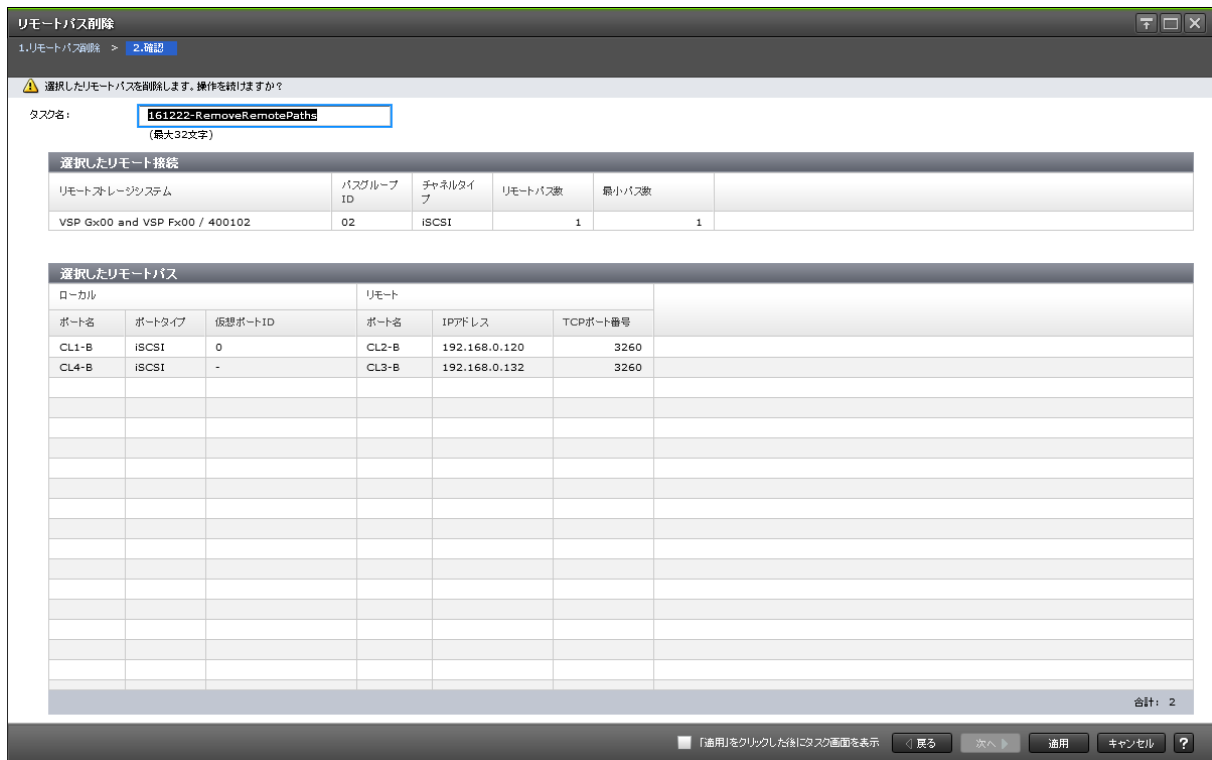 リモートパス削除
1.リモートパス削除 > 2.確認
選択したリモートパスを削除します。操作を続けますか？
タスク名: 161222-RemoveRemotePaths
(最大32文字)
選択したリモート接続
リモートストレージシステム パスグループID チャネルタイプ リモートパス数 最小パス数
VSP Gx00 and VSP Fx00 / 400102 02 iSCSI 1 1
選択したリモートパス
ローカル リモート
ポート名 ポートタイプ 仮想ポートID ポート名 IPアドレス TCPポート番号
CL1-B iSCSI 0 CL2-B 192.168.0.120 3260
CL4-B iSCSI - CL3-B 192.168.0.132 3260
合計: 2
「適用」をクリックした後にタスク画面を表示 戻る 次へ 適用 キャンセル ?